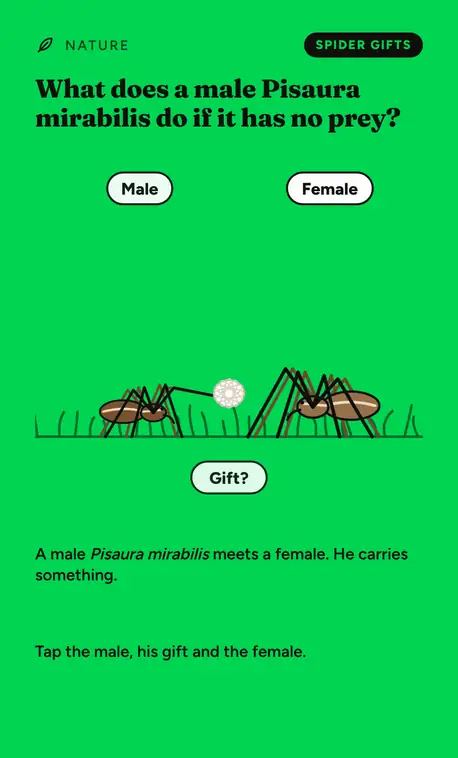 NATURE
SPIDER GIFTS
What does a male Pisaura
mirabilis do if it has no prey?
Male
Female
Gift?
A male Pisaura mirabilis meets a female. He carries
something.
Tap the male, his gift and the female.